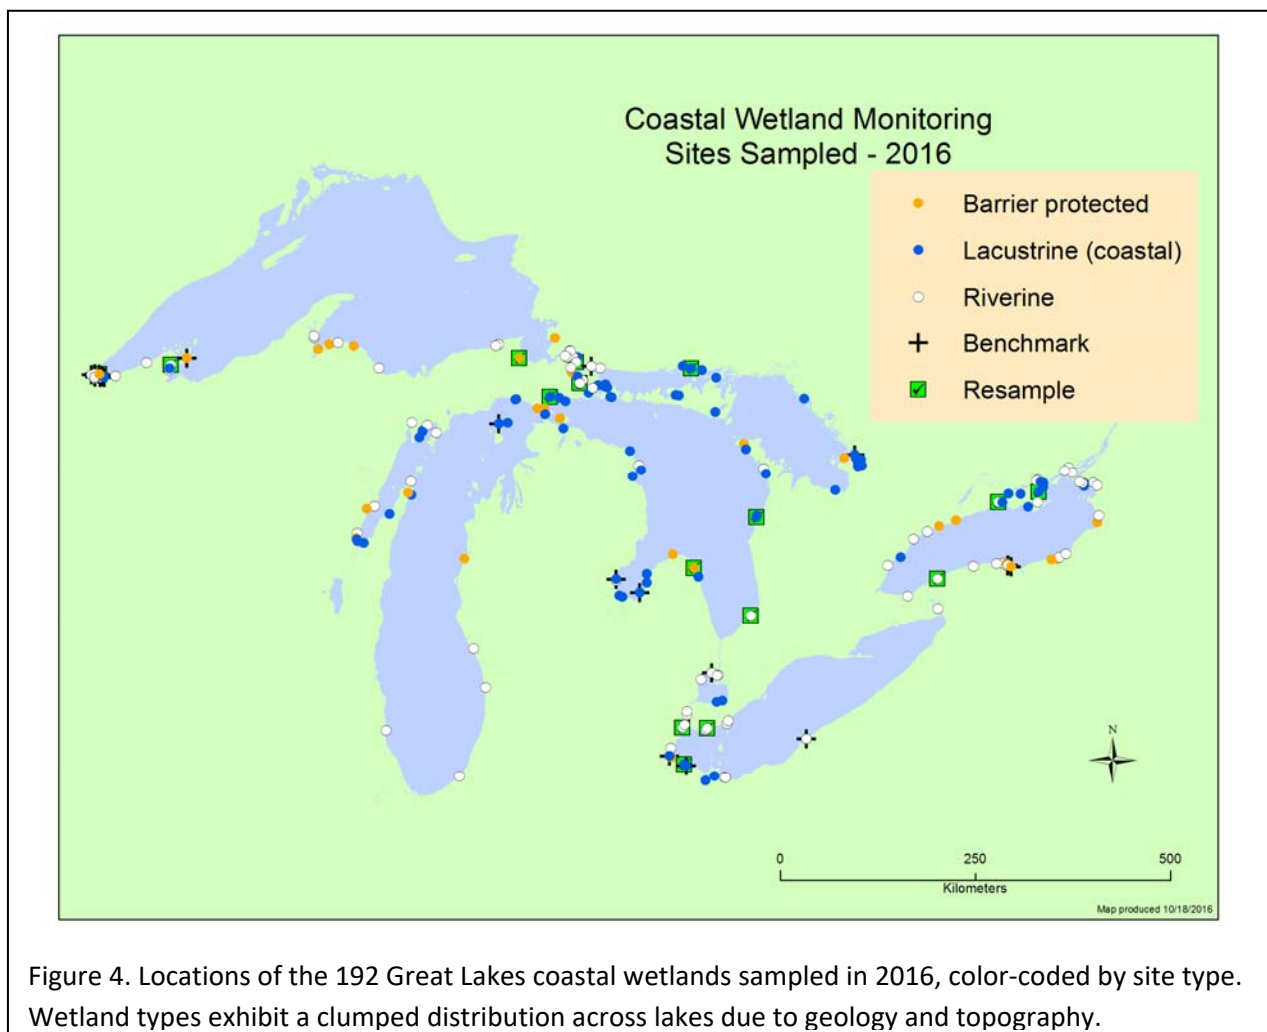 Coastal Wetland Monitoring
Sites Sampled - 2016
Barrier protected
Lacustrine (coastal)
Riverine
Benchmark
Resample
N
0 250 500
Kilometers
Map produced 10/18/2016
Figure 4. Locations of the 192 Great Lakes coastal wetlands sampled in 2016, color-coded by site type.
Wetland types exhibit a clumped distribution across lakes due to geology and topography.